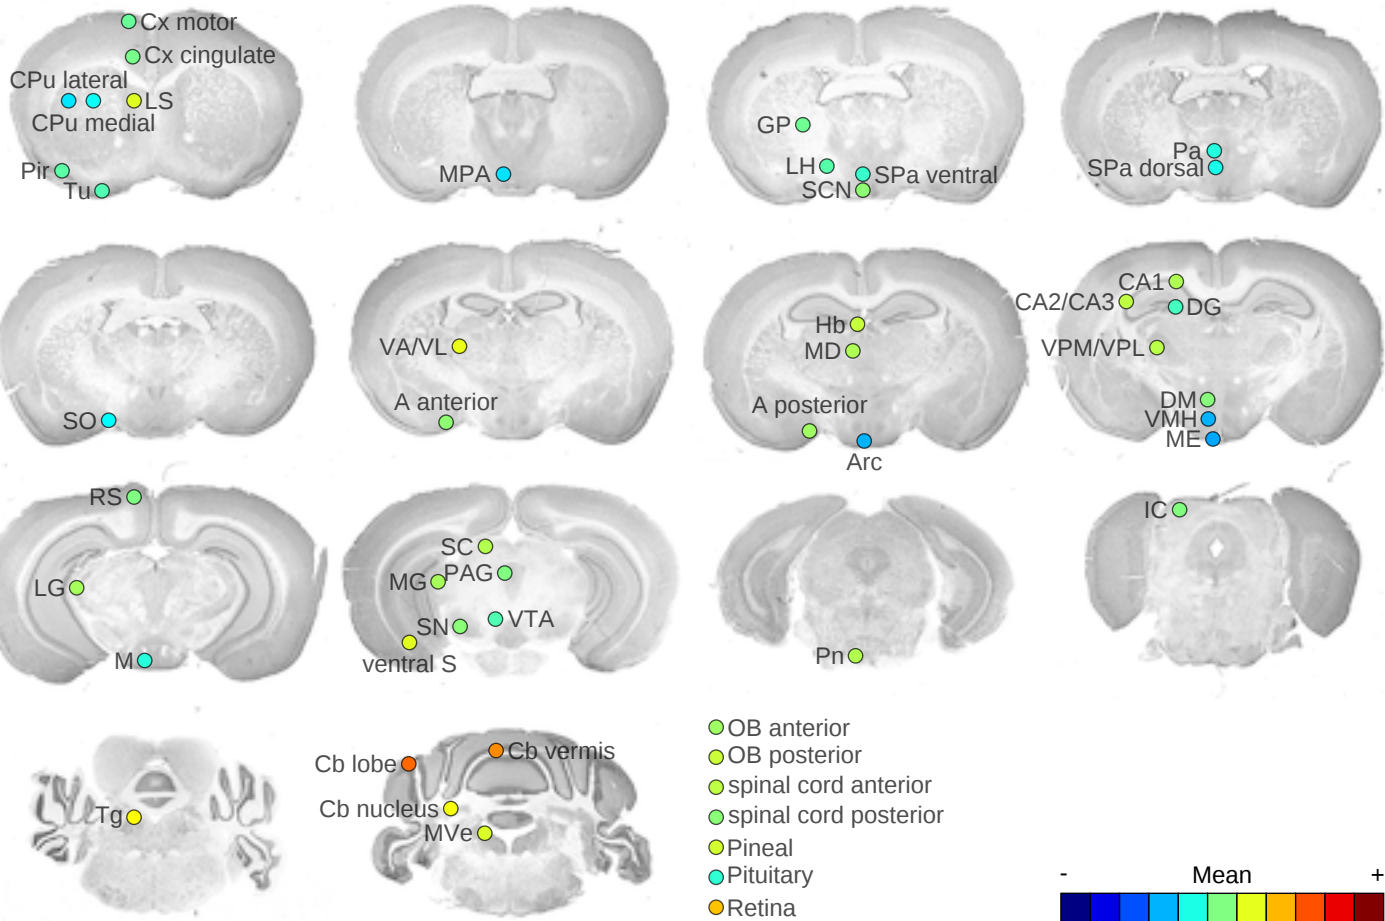 Cx motor
Cx cingulate
CPu lateral
LS
CPu medial
Pir
Tu
MPA
GP
LH
SPa ventral
SCN
Pa
SPa dorsal
SO
VA/VL
A anterior
Hb
MD
A posterior
Arc
CA1
CA2/CA3
DG
VPM/VPL
DM
VMH
ME
RS
LG
M
SC
MG
PAG
SN
VTA
ventral S
Pn
IC
Tg
Cb lobe
Cb vermis
Cb nucleus
MVe
OB anterior
OB posterior
spinal cord anterior
spinal cord posterior
Pineal
Pituitary
Retina
- Mean +